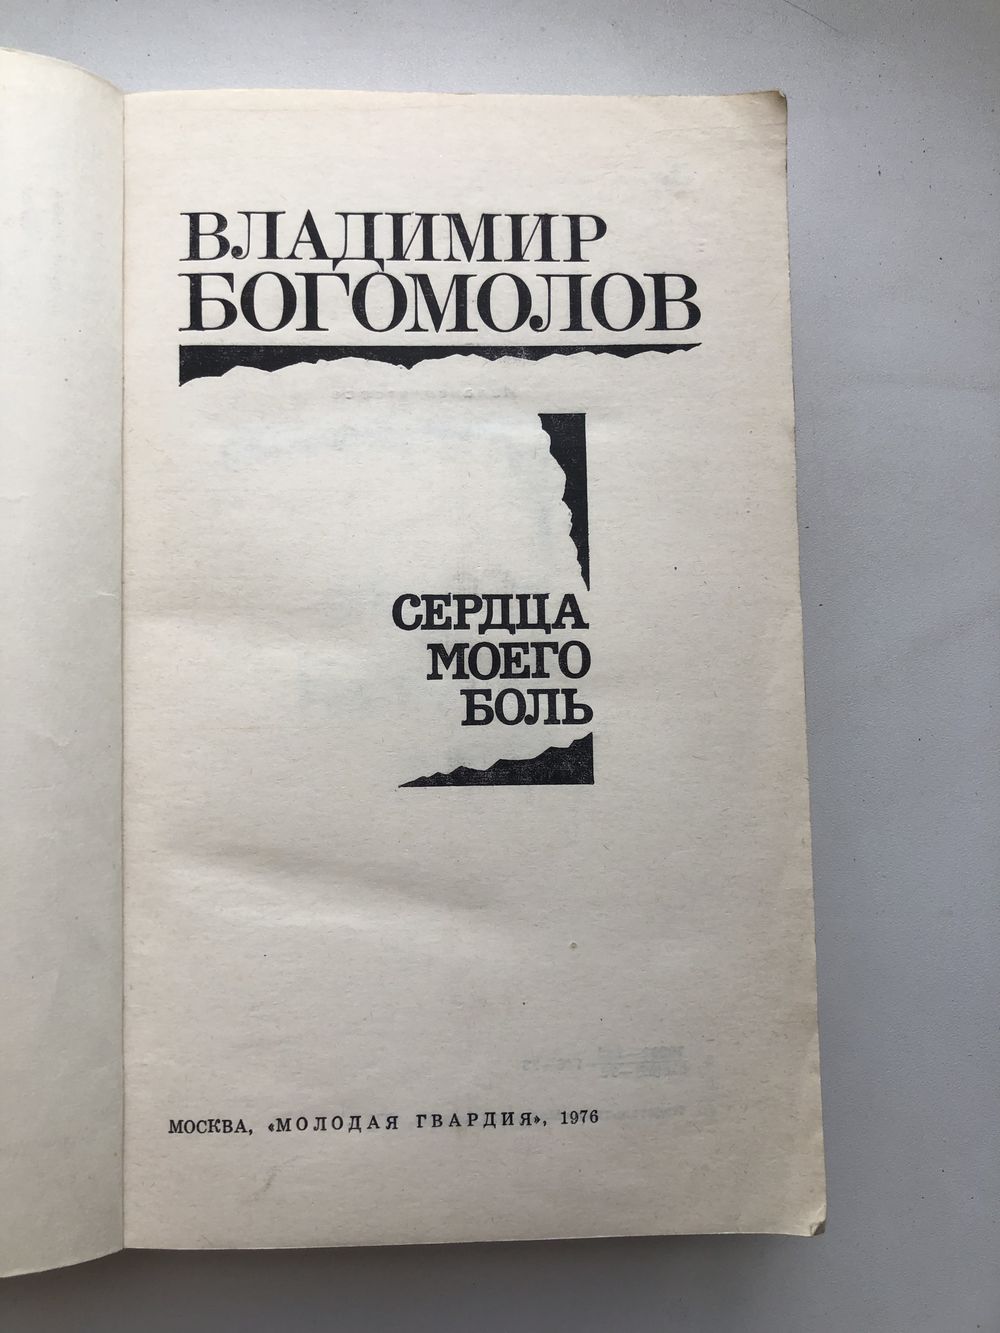 ВЛАДИМИР
БОГОМОЛОВ
СЕРДЦА
МОЕГО
БОЛЬ
МОСКВА, «МОЛОДАЯ ГВАРДИЯ», 1976